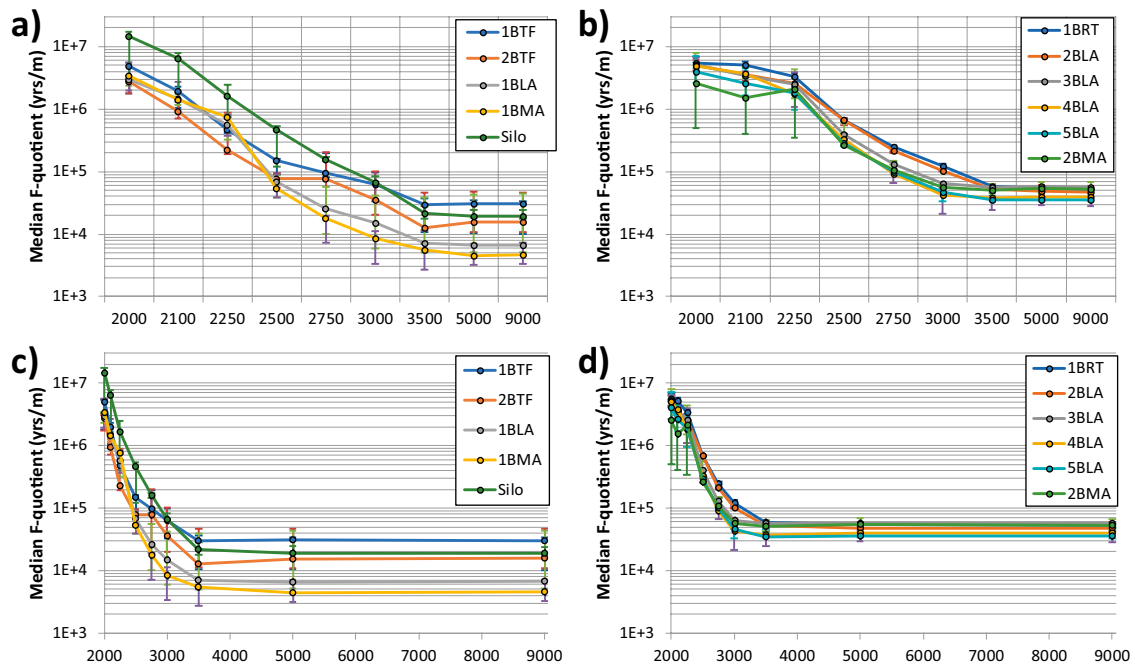 a)
Median F-quotient (yrs/m)
1E+7
1E+6
1E+5
1E+4
1E+3
2000 2100 2250 2500 2750 3000 3500 5000 9000
1BTF
2BTF
1BLA
1BMA
Silo
b)
Median F-quotient (yrs/m)
1E+7
1E+6
1E+5
1E+4
1E+3
2000 2100 2250 2500 2750 3000 3500 5000 9000
1BRT
2BLA
3BLA
4BLA
5BLA
2BMA
c)
Median F-quotient (yrs/m)
1E+7
1E+6
1E+5
1E+4
1E+3
2000 3000 4000 5000 6000 7000 8000 9000
1BTF
2BTF
1BLA
1BMA
Silo
d)
Median F-quotient (yrs/m)
1E+7
1E+6
1E+5
1E+4
1E+3
2000 3000 4000 5000 6000 7000 8000 9000
1BRT
2BLA
3BLA
4BLA
5BLA
2BMA